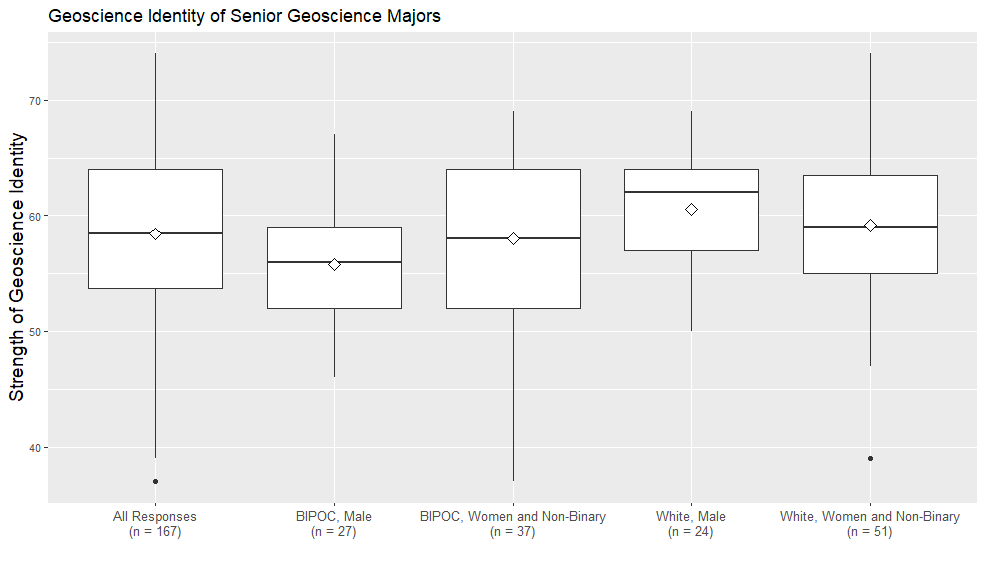 Geoscience Identity of Senior Geoscience Majors
Strength of Geoscience Identity
70
60
50
40
All Responses
(n = 167)
BIPOC, Male
(n = 27)
BIPOC, Women and Non-Binary
(n = 37)
White, Male
(n = 24)
White, Women and Non-Binary
(n = 51)